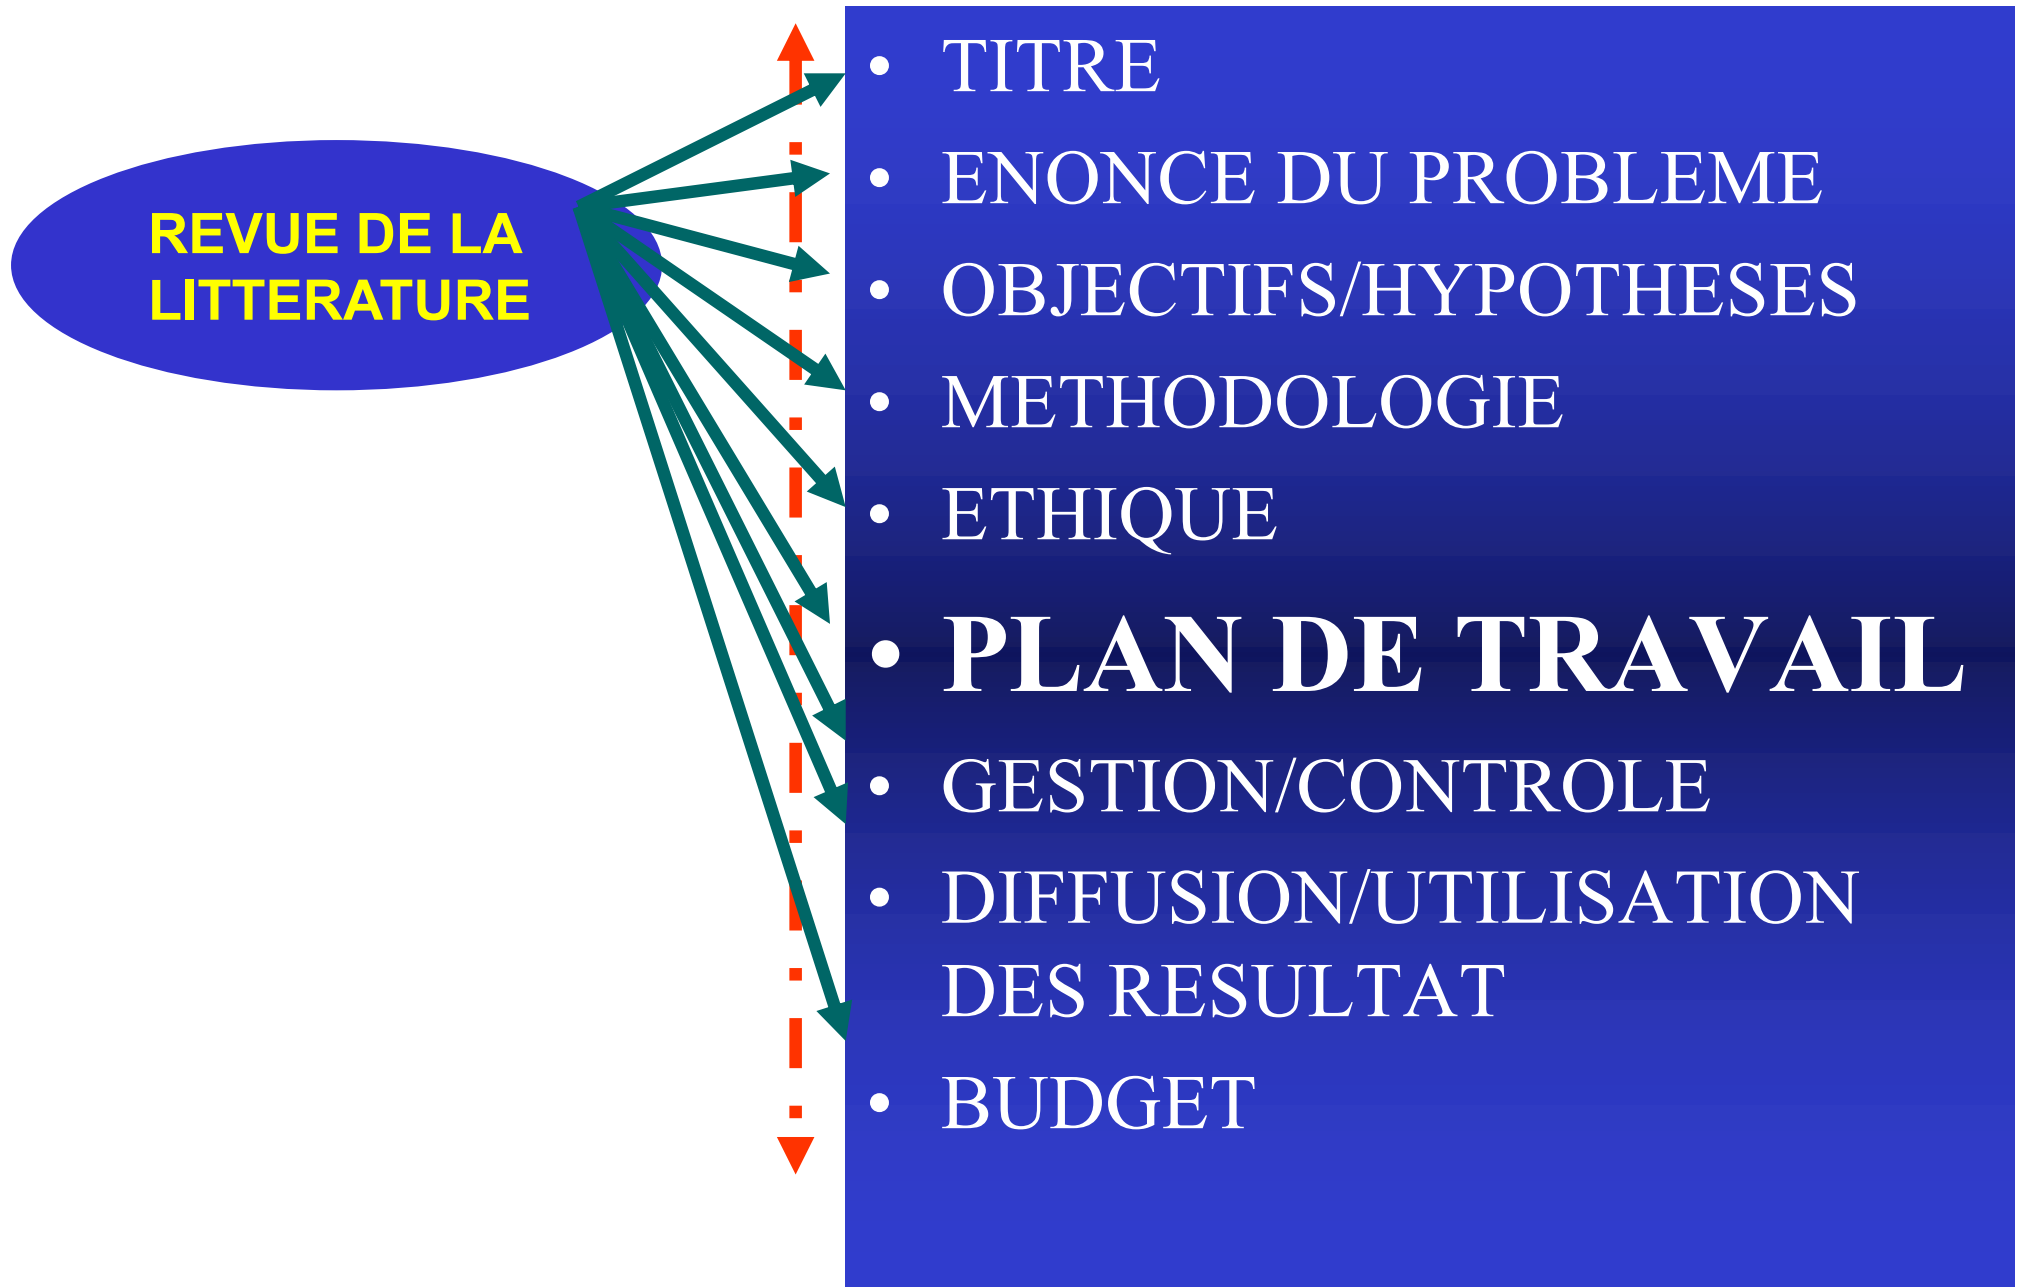 REVUE DE LA
LITTERATURE
• TITRE
• ENONCE DU PROBLEME
• OBJECTIFS/HYPOTHESES
• METHODOLOGIE
• ETHIQUE
• PLAN DE TRAVAIL
• GESTION/CONTROLE
• DIFFUSION/UTILISATION
DES RESULTAT
• BUDGET